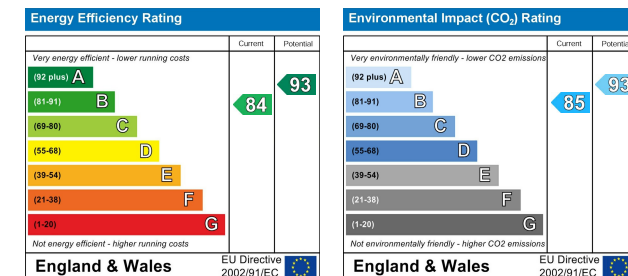 Energy Efficiency Rating
Current Potential
Very energy efficient - lower running costs
(92 plus) A
(81-91) B
(69-80) C
(55-68) D
(39-54) E
(21-38) F
(1-20) G
84
93
Not energy efficient - higher running costs
England & Wales
EU Directive
2002/91/EC
Environmental Impact (CO₂) Rating
Current Potential
Very environmentally friendly - lower CO2 emissions
(92 plus) A
(81-91) B
(69-80) C
(55-68) D
(39-54) E
(21-38) F
(1-20) G
85
93
Not environmentally friendly - higher CO2 emissions
England & Wales
EU Directive
2002/91/EC